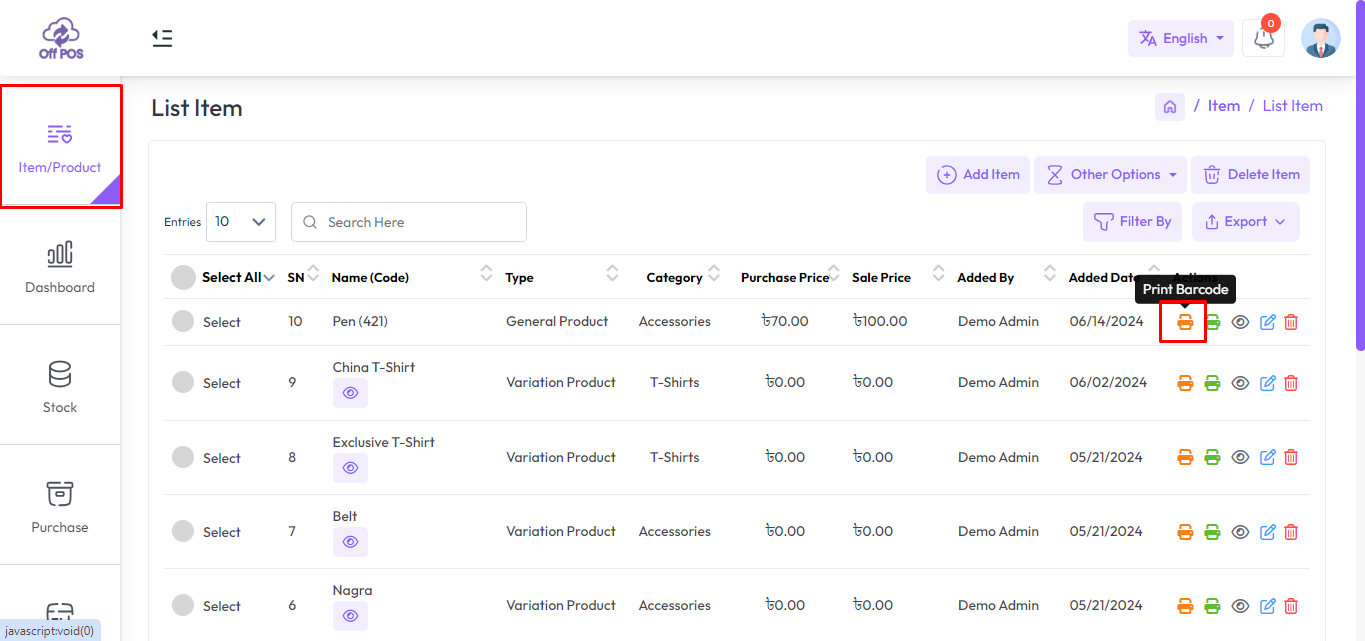 Off POS
English
0
Item/Product
List Item
/ Item / List Item
Add Item Other Options Delete Item
Entries 10 Search Here Filter By Export
Select All SN Name (Code) Type Category Purchase Price Sale Price Added By Added Date Actions
Print Barcode
Select 10 Pen (421) General Product Accessories ৳70.00 ৳100.00 Demo Admin 06/14/2024
Select 9 China T-Shirt Variation Product T-Shirts ৳0.00 ৳0.00 Demo Admin 06/02/2024
Select 8 Exclusive T-Shirt Variation Product T-Shirts ৳0.00 ৳0.00 Demo Admin 05/21/2024
Select 7 Belt Variation Product Accessories ৳0.00 ৳0.00 Demo Admin 05/21/2024
Select 6 Nagra Variation Product Accessories ৳0.00 ৳0.00 Demo Admin 05/21/2024
Dashboard
Stock
Purchase
javascript:void(0)